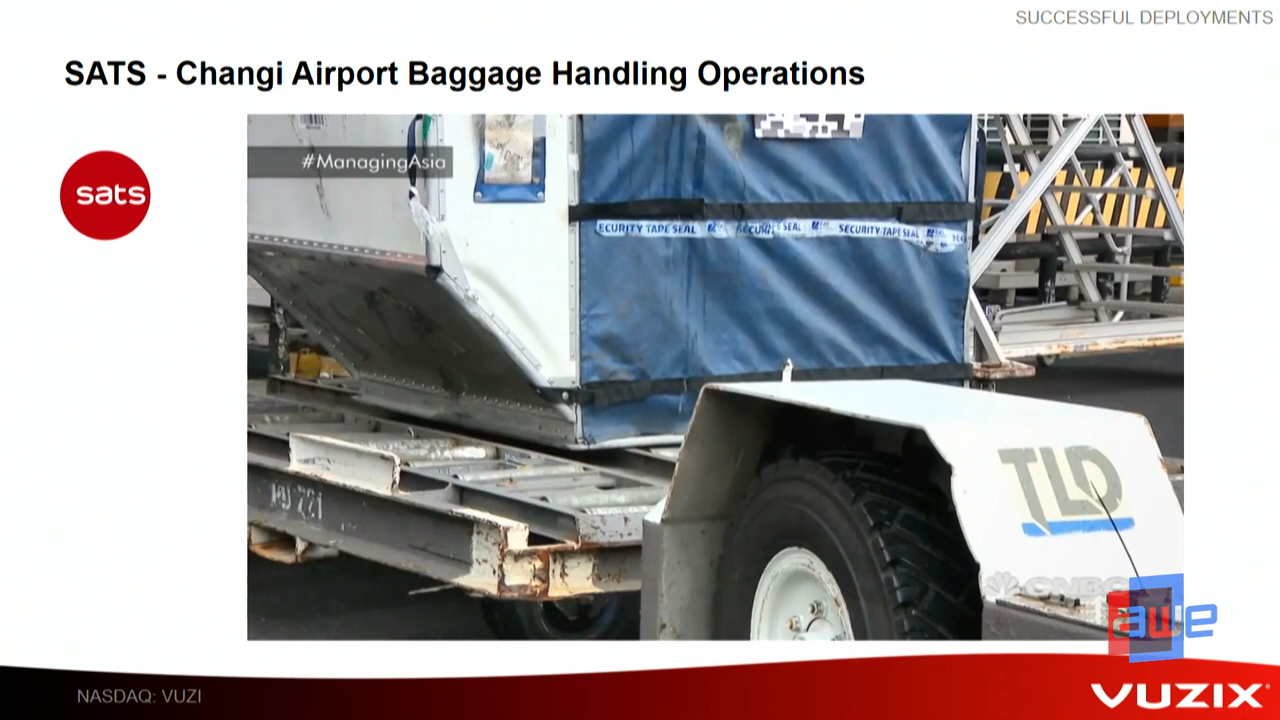 SUCCESSFUL DEPLOYMENTS
SATS - Changi Airport Baggage Handling Operations
sats
#ManagingAsia
ECURITY TAPE SEAL
SECURITY TAPE SEAL
TLD
CNBC
awe
NASDAQ: VUZI
VUZIX